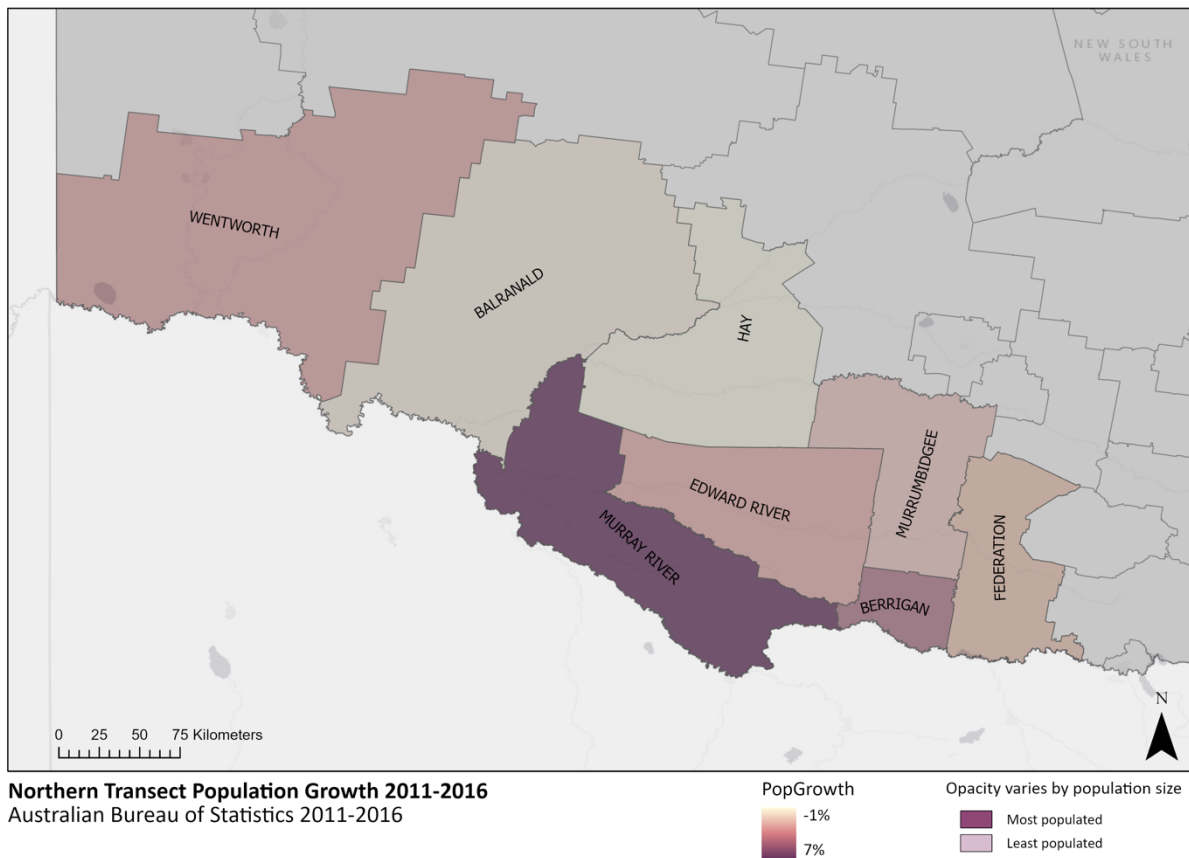 NEW SOUTH
WALES
WENTWORTH
BALRANALD
HAY
MURRUMBIDGEE
EDWARD RIVER
FEDERATION
MURRAY RIVER
BERRIGAN
N
0 25 50 75 Kilometers
Northern Transect Population Growth 2011-2016
Australian Bureau of Statistics 2011-2016
PopGrowth
-1%
7%
Opacity varies by population size
Most populated
Least populated